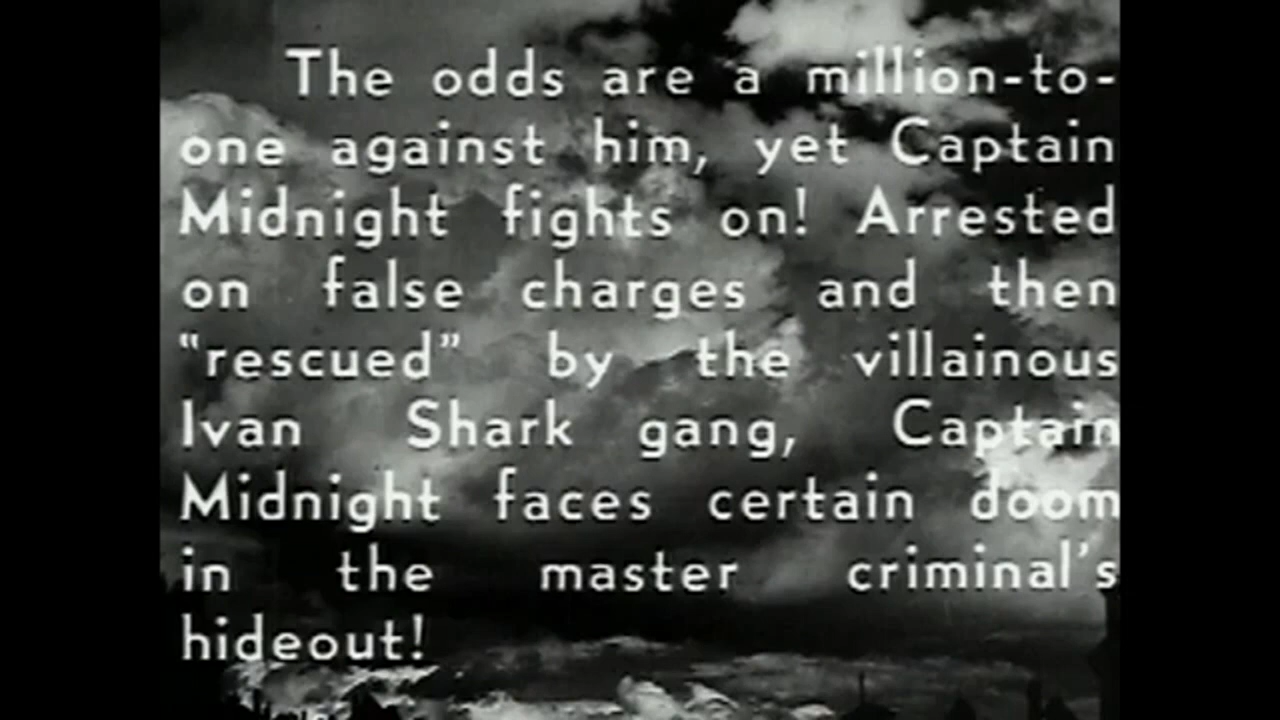 The odds are a million-to-
one against him, yet Captain
Midnight fights on! Arrested
on false charges and then
“rescued” by the villainous
Ivan Shark gang, Captain
Midnight faces certain doom
in the master criminal's
hideout!